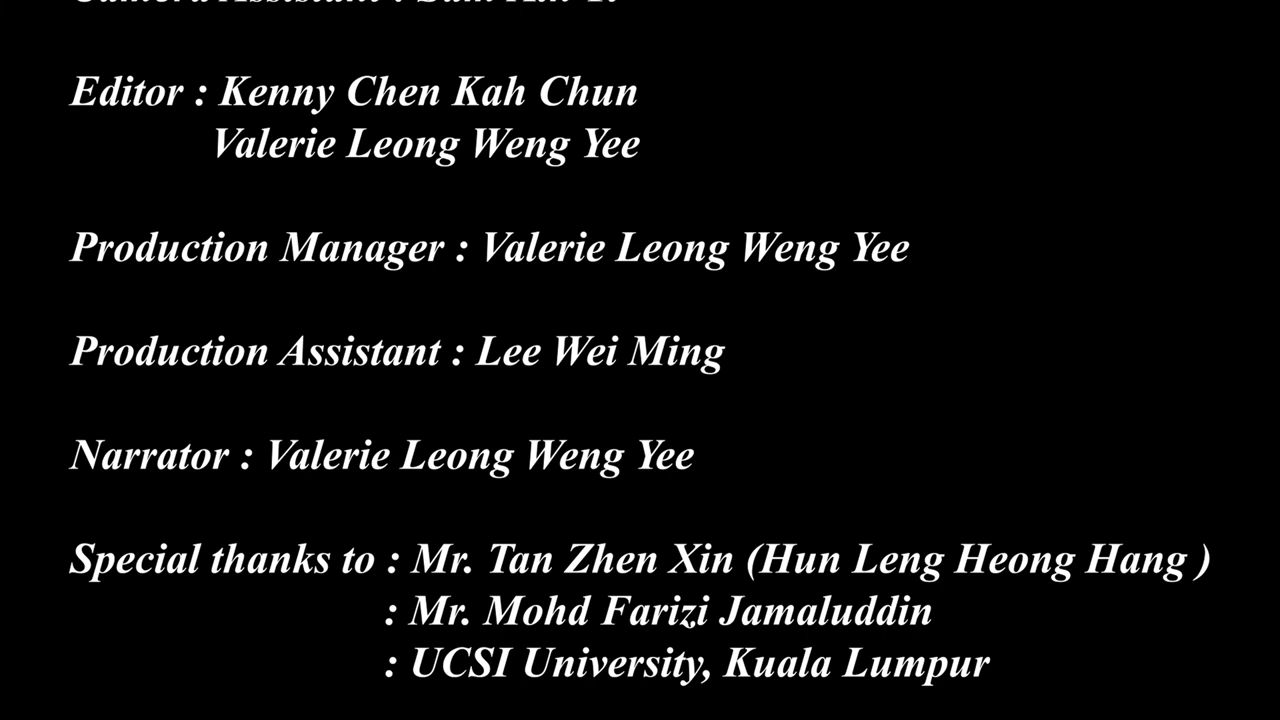 Camera Assistant :
Editor : Kenny Chen Kah Chun
Valerie Leong Weng Yee
Production Manager : Valerie Leong Weng Yee
Production Assistant : Lee Wei Ming
Narrator : Valerie Leong Weng Yee
Special thanks to : Mr. Tan Zhen Xin (Hun Leng Heong Hang )
: Mr. Mohd Farizi Jamaluddin
: UCSI University, Kuala Lumpur